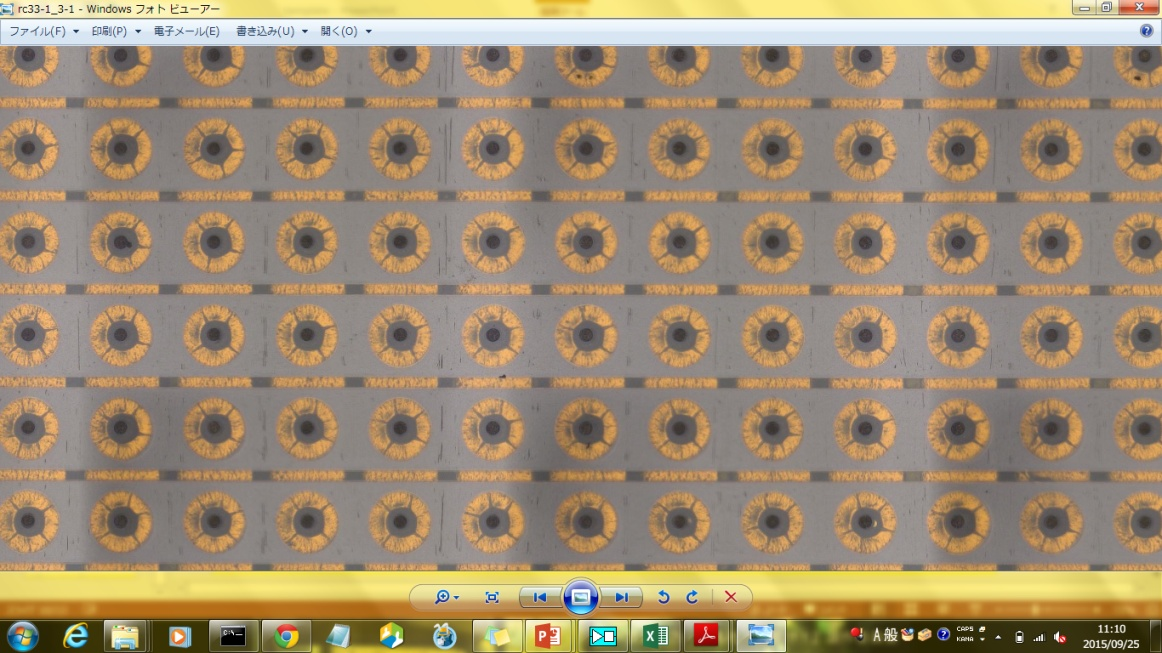 rc33-1_3-1 - Windows フォト ビューアー
ファイル(F) 印刷(P) 電子メール(E) 書き込み(U) 開く(O)
A 般 CAPS
KANA
11:10
2015/09/25